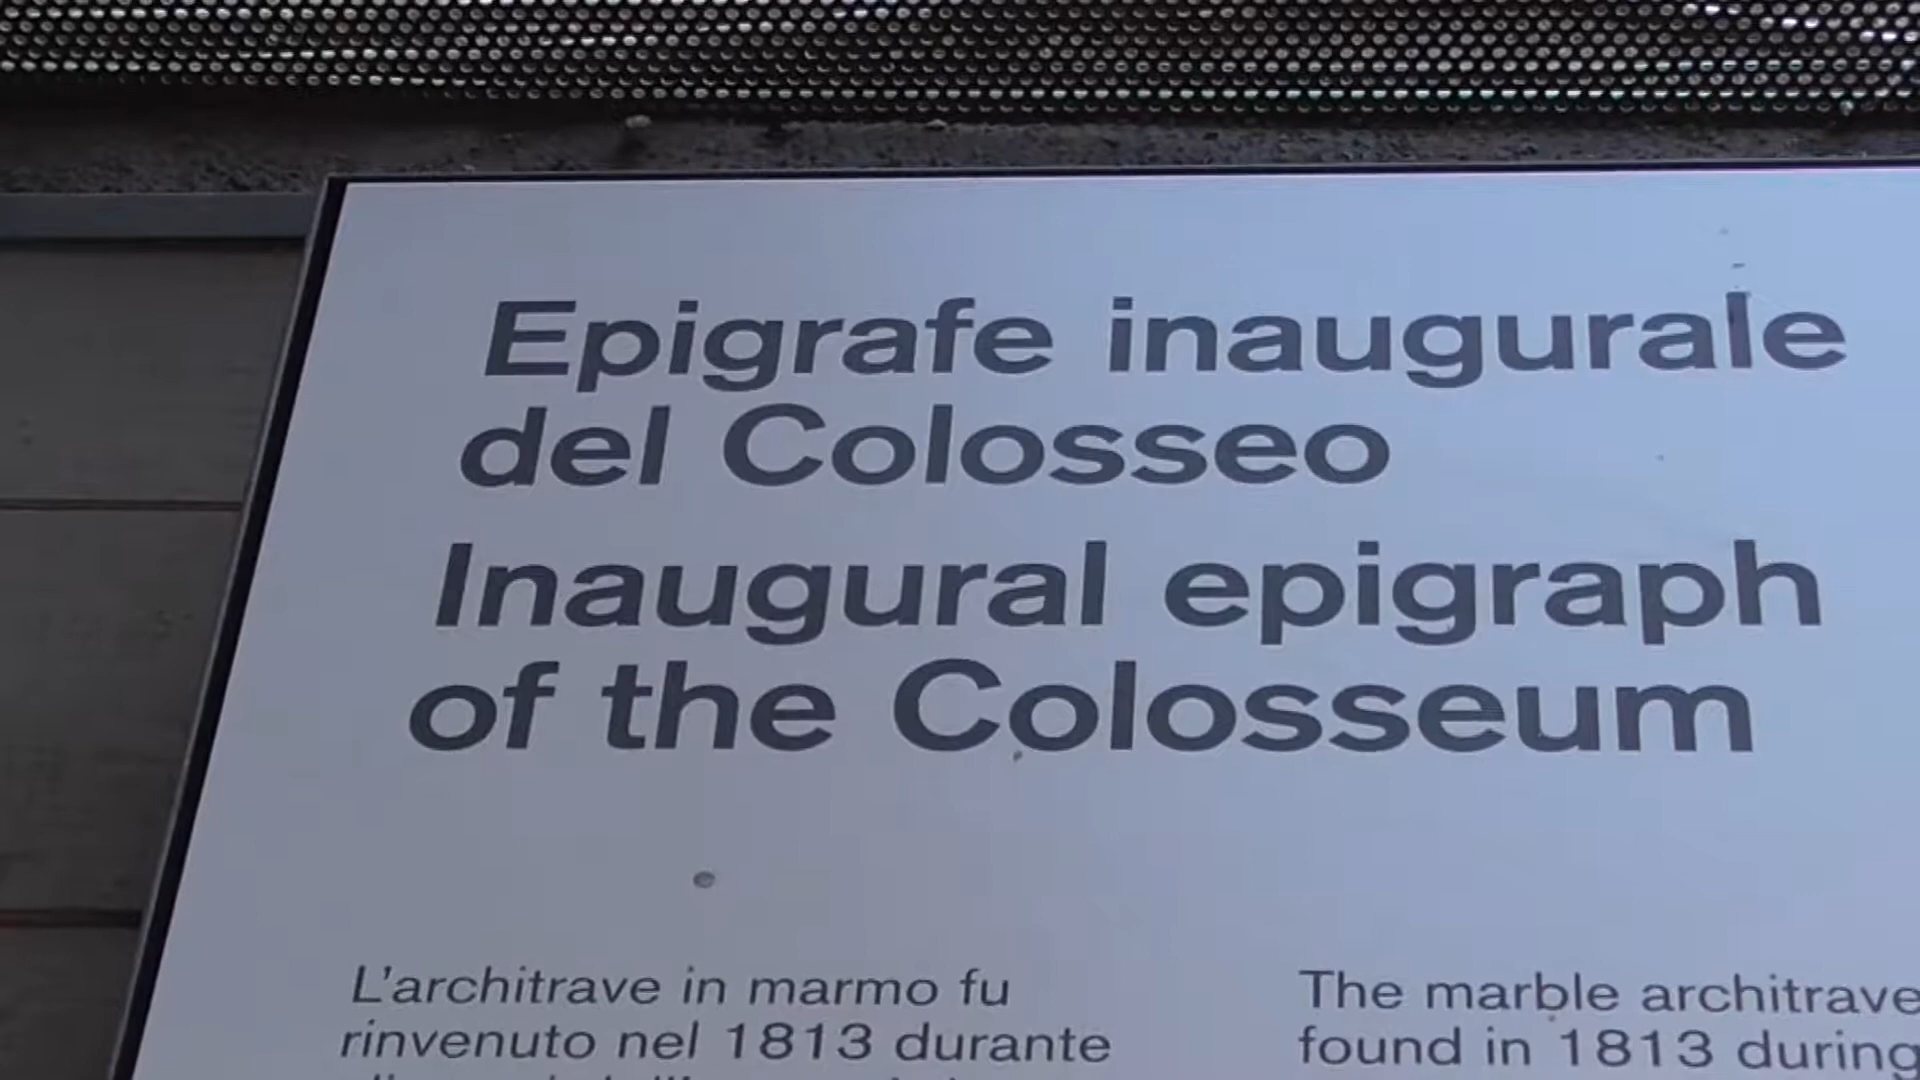 Epigrafe inaugurale
del Colosseo
Inaugural epigraph
of the Colosseum
L'architrave in marmo fu
rinvenuto nel 1813 durante
The marble architrave
found in 1813 during